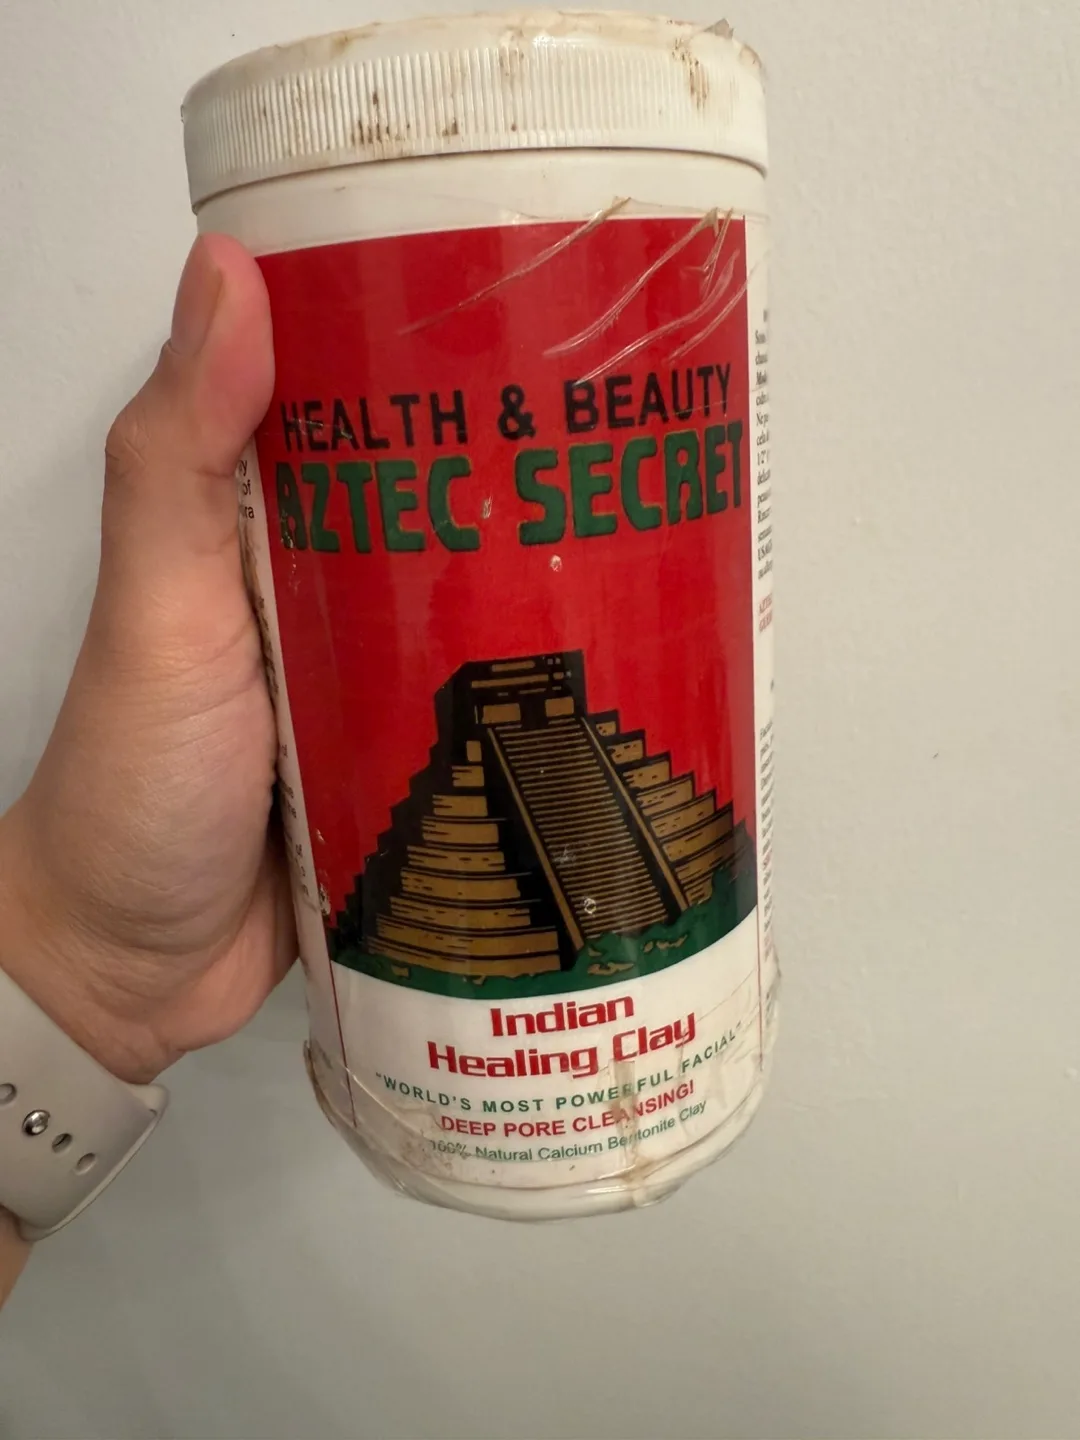 HEALTH & BEAUTY
AZTEC SECRET
Indian
Healing Clay
"WORLD'S MOST POWERFUL FACIAL"
DEEP PORE CLEANSING!
100% Natural Calcium Bentonite Clay